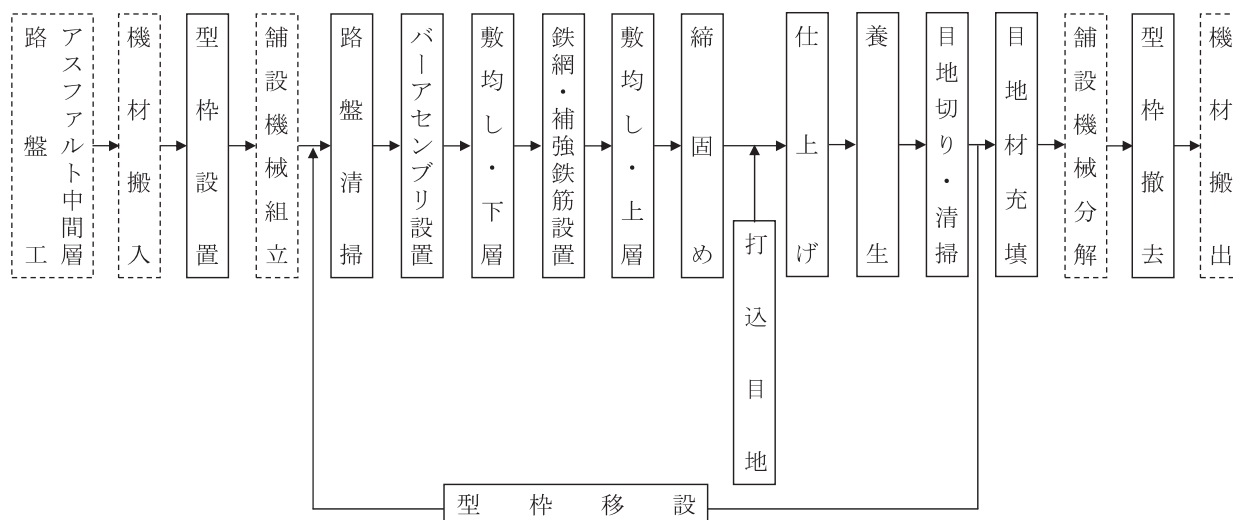 路盤工
アスファルト中間層
機材搬入
型枠設置
舗設機械組立
路盤清掃
バーアセンブリ設置
敷均し・下層
鉄網・補強鉄筋設置
敷均し・上層
締固め
打込目地
仕上げ
養生
目地切り・清掃
目地材充填
舗設機械分解
型枠撤去
機材搬出
型枠移設